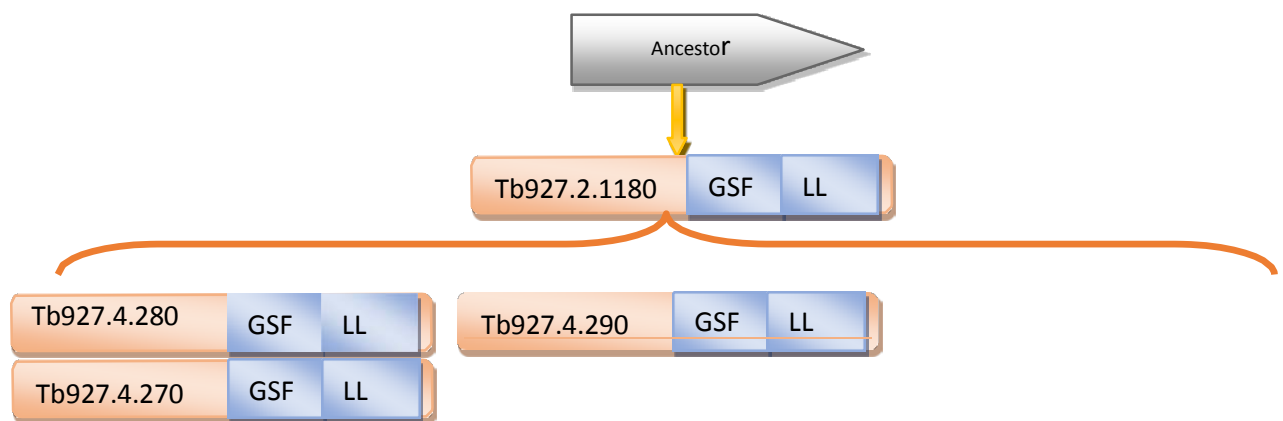 Ancestor
Tb927.2.1180 GSF LL
Tb927.4.280 GSF LL
Tb927.4.290 GSF LL
Tb927.4.270 GSF LL